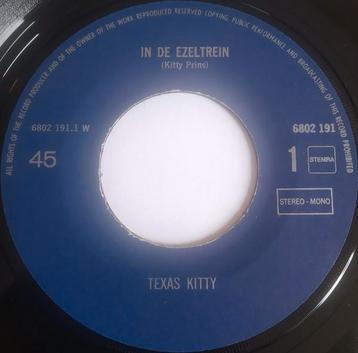 ALL RIGHTS OF THE RECORD PRODUCER AND OF THE OWNER OF THE WORK REPRODUCED RESERVED COPYING, PUBLIC PERFORMANCE AND BROADCASTING OF THIS RECORD PROHIBITED
IN DE EZELTREIN
(Kitty Prins)
6802 191.1 W
6802 191
45
1
STEMRA
STEREO - MONO
TEXAS KITTY